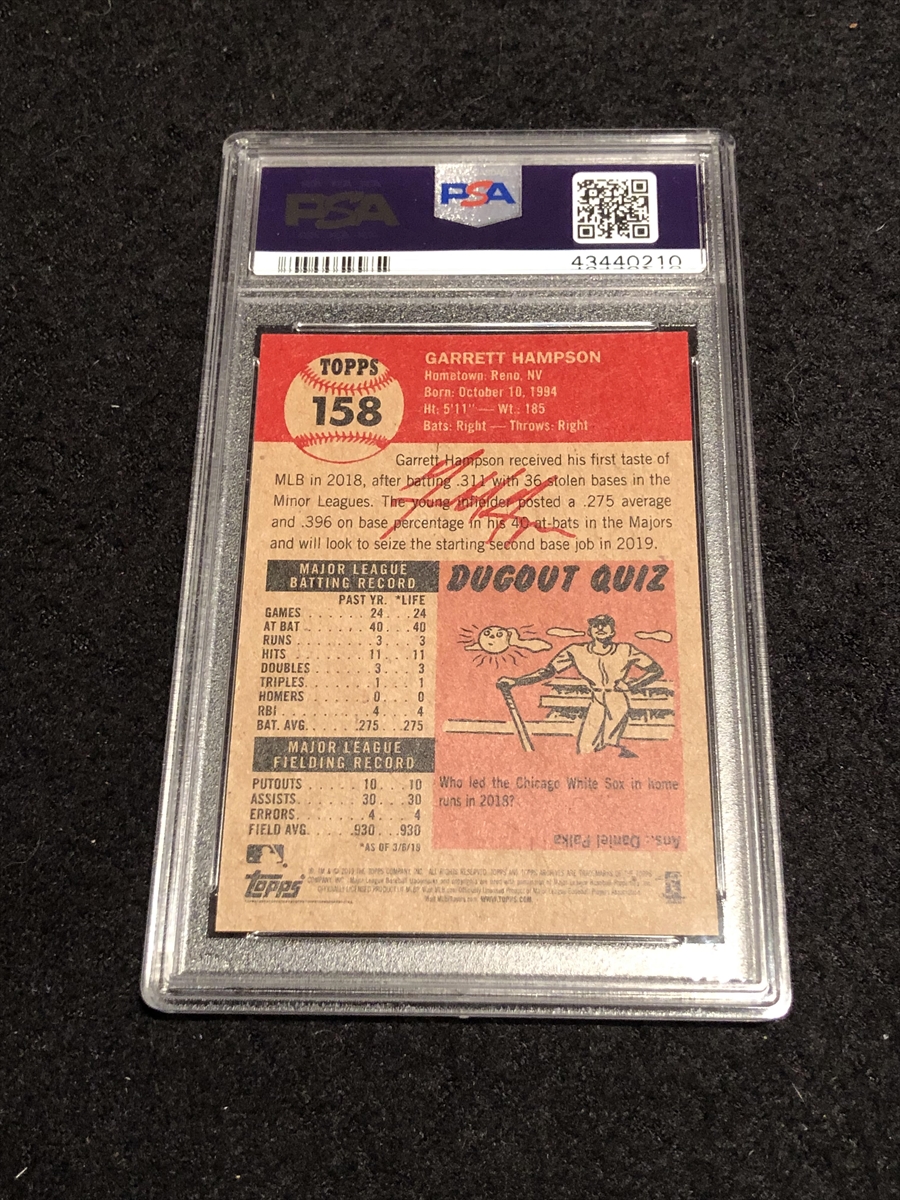 PSA PSA
43440210
TOPPS
158
GARRETT HAMPSON
Hometown: Reno, NV
Born: October 10, 1994
Ht: 5'11" — Wt.: 185
Bats: Right — Throws: Right
Garrett Hampson received his first taste of
MLB in 2018, after batting .311 with 36 stolen bases in the
Minor Leagues. The young infielder posted a .275 average
and .396 on base percentage in his 40 at-bats in the Majors
and will look to seize the starting second base job in 2019.
MAJOR LEAGUE
BATTING RECORD
PAST YR. *LIFE
GAMES 24 24
AT BAT 40 40
RUNS 3 3
HITS 11 11
DOUBLES 3 3
TRIPLES 1 1
HOMERS 0 0
RBI 4 4
BAT. AVG. .275 .275
MAJOR LEAGUE
FIELDING RECORD
PUTOUTS 10 10
ASSISTS 30 30
ERRORS 4 4
FIELD AVG. .930 .930
*AS OF 3/8/19
DUGOUT QUIZ
Who led the Chicago White Sox in home
runs in 2018?
Ans.: Daniel Palka
topps
WWW.TOPPS.COM